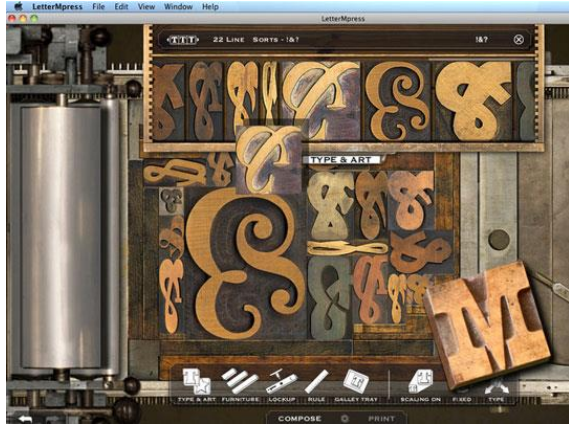 LetterMpress File Edit View Window Help
LetterMpress
TTT 22 LINE SORTS - !&? !&?
TYPE & ART
M
TYPE & ART FURNITURE LOCKUP RULE GALLEY TRAY SCALING ON FIXED TYPE
COMPOSE PRINT